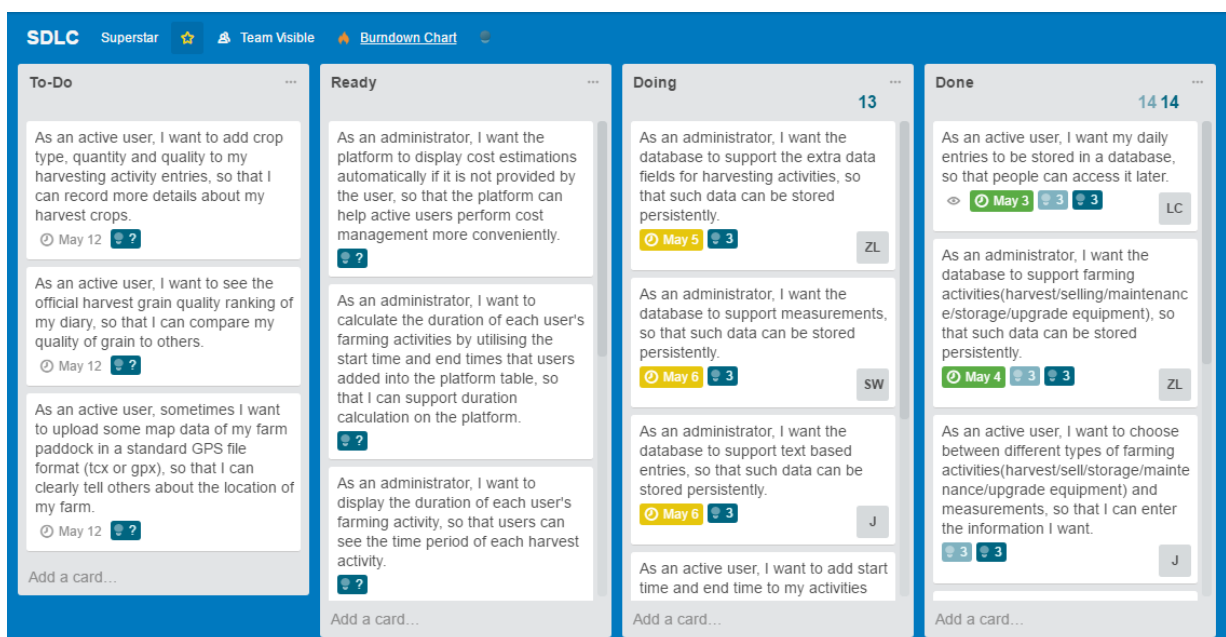 SDLC Superstar Team Visible Burndown Chart
To-Do ...
As an active user, I want to add crop
type, quantity and quality to my
harvesting activity entries, so that I
can record more details about my
harvest crops.
May 12 ?
As an active user, I want to see the
official harvest grain quality ranking of
my diary, so that I can compare my
quality of grain to others.
May 12 ?
As an active user, sometimes I want
to upload some map data of my farm
paddock in a standard GPS file
format (tcx or gpx), so that I can
clearly tell others about the location of
my farm.
May 12 ?
Add a card...
Ready ...
As an administrator, I want the
platform to display cost estimations
automatically if it is not provided by
the user, so that the platform can
help active users perform cost
management more conveniently.
?
As an administrator, I want to
calculate the duration of each user's
farming activities by utilising the
start time and end times that users
added into the platform table, so
that I can support duration
calculation on the platform.
?
As an administrator, I want to
display the duration of each user's
farming activity, so that users can
see the time period of each harvest
activity.
?
Add a card...
Doing ...
13
As an administrator, I want the
database to support the extra data
fields for harvesting activities, so
that such data can be stored
persistently.
May 5 3
ZL
As an administrator, I want the
database to support measurements,
so that such data can be stored
persistently.
May 6 3
SW
As an administrator, I want the
database to support text based
entries, so that such data can be
stored persistently.
May 6 3
J
As an active user, I want to add start
time and end time to my activities
Add a card...
Done ...
14 14
As an active user, I want my daily
entries to be stored in a database,
so that people can access it later.
May 3 3 3
LC
As an administrator, I want the
database to support farming
activities(harvest/selling/maintenanc
e/storage/upgrade equipment), so
that such data can be stored
persistently.
May 4 3 3
ZL
As an active user, I want to choose
between different types of farming
activities(harvest/sell/storage/mainte
nance/upgrade equipment) and
measurements, so that I can enter
the information I want.
3 3
J
Add a card...